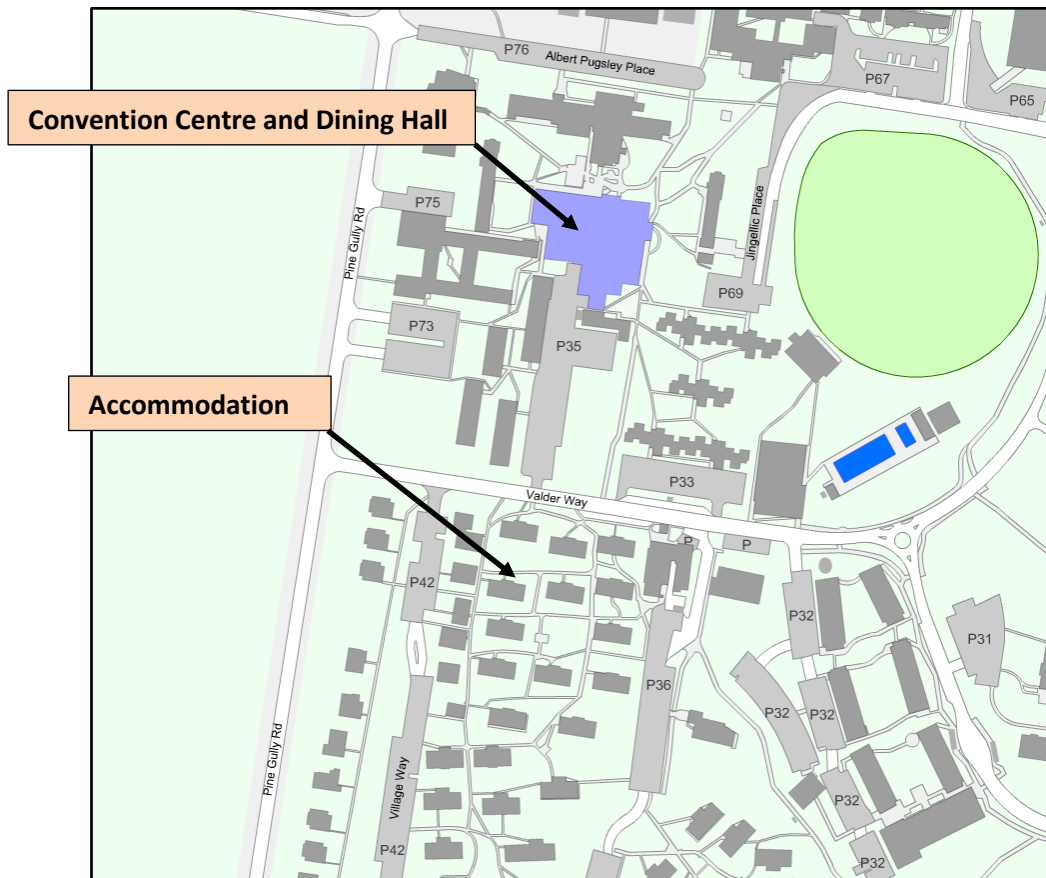 P76
Albert Pugsley Place
P67
P65
Convention Centre and Dining Hall
P75
Pine Gully Rd
Jingellic Place
P69
P73
P35
Accommodation
P33
Valder Way
P
P
P42
P32
P31
P36
P32
P32
Pine Gully Rd
Village Way
P32
P42
P32